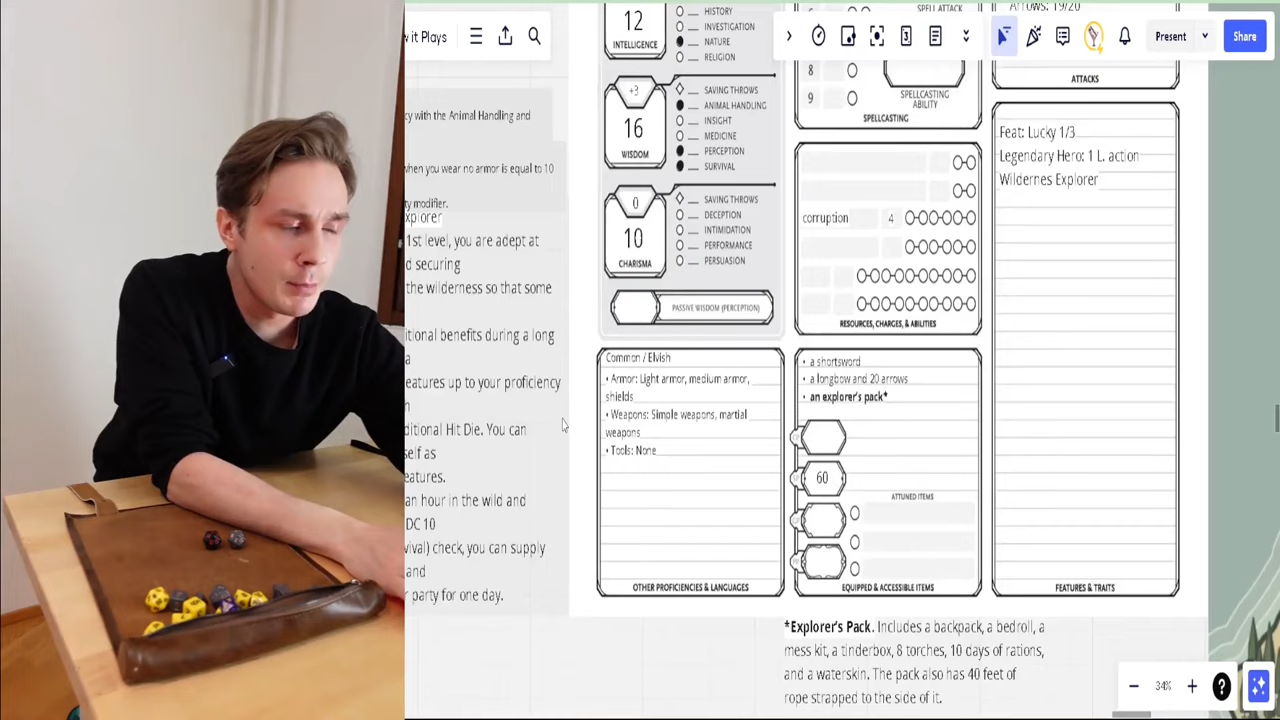 v it Plays
Present
Share
12
INTELLIGENCE
HISTORY
INVESTIGATION
NATURE
RELIGION
+3
16
WISDOM
SAVING THROWS
ANIMAL HANDLING
INSIGHT
MEDICINE
PERCEPTION
SURVIVAL
0
10
CHARISMA
SAVING THROWS
DECEPTION
INTIMIDATION
PERFORMANCE
PERSUASION
PASSIVE WISDOM (PERCEPTION)
SPELL ATTACK
8
9
SPELLCASTING
ABILITY
SPELLCASTING
corruption 4
RESOURCES, CHARGES, & ABILITIES
Arrows: 19/20
ATTACKS
Feat: Lucky 1/3
Legendary Hero: 1 L. action
Wildernes Explorer
FEATURES & TRAITS
Common / Elvish
• Armor: Light armor, medium armor,
shields
• Weapons: Simple weapons, martial
weapons
• Tools: None
OTHER PROFICIENCIES & LANGUAGES
• a shortsword
• a longbow and 20 arrows
• an explorer's pack*
60
ATTUNED ITEMS
EQUIPPED & ACCESSIBLE ITEMS
cy with the Animal Handling and
when you wear no armor is equal to 10
ty modifier.
xplorer
1st level, you are adept at
d securing
the wilderness so that some
itional benefits during a long
a
eatures up to your proficiency
n
ditional Hit Die. You can
self as
eatures.
an hour in the wild and
DC 10
vival) check, you can supply
and
r party for one day.
*Explorer's Pack. Includes a backpack, a bedroll, a
mess kit, a tinderbox, 8 torches, 10 days of rations,
and a waterskin. The pack also has 40 feet of
rope strapped to the side of it.
34%